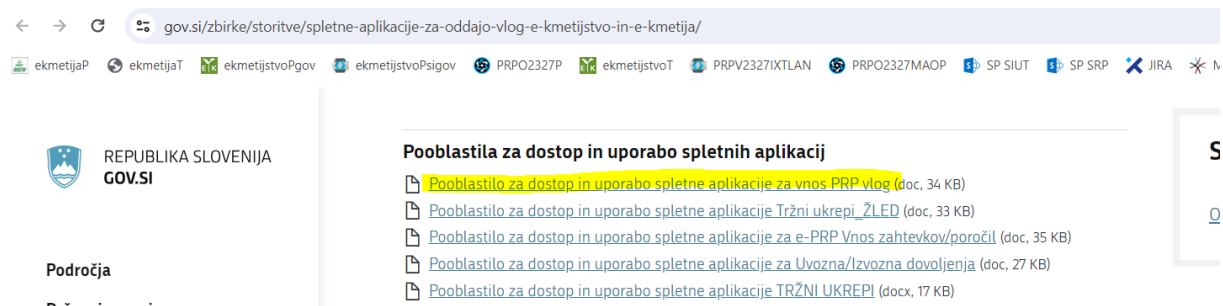 gov.si/zbirke/storitve/spletne-aplikacije-za-oddajo-vlog-e-kmetijstvo-in-e-kmetija/
ekmetijaP ekmetijaT ekmetijstvoPgov ekmetijstvoPsigov PRPO2327P ekmetijstvoT PRPV2327IXTLAN PRPO2327MAOP SP SIUT SP SRP JIRA
REPUBLIKA SLOVENIJA
GOV.SI
Področja
Pooblastila za dostop in uporabo spletnih aplikacij
Pooblastilo za dostop in uporabo spletne aplikacije za vnos PRP vlog (doc, 34 KB)
Pooblastilo za dostop in uporabo spletne aplikacije Tržni ukrepi_ŽLED (doc, 33 KB)
Pooblastilo za dostop in uporabo spletne aplikacije za e-PRP Vnos zahtevkov/poročil (doc, 35 KB)
Pooblastilo za dostop in uporabo spletne aplikacije za Uvozna/Izvozna dovoljenja (doc, 27 KB)
Pooblastilo za dostop in uporabo spletne aplikacije TRŽNI UKREPI (docx, 17 KB)